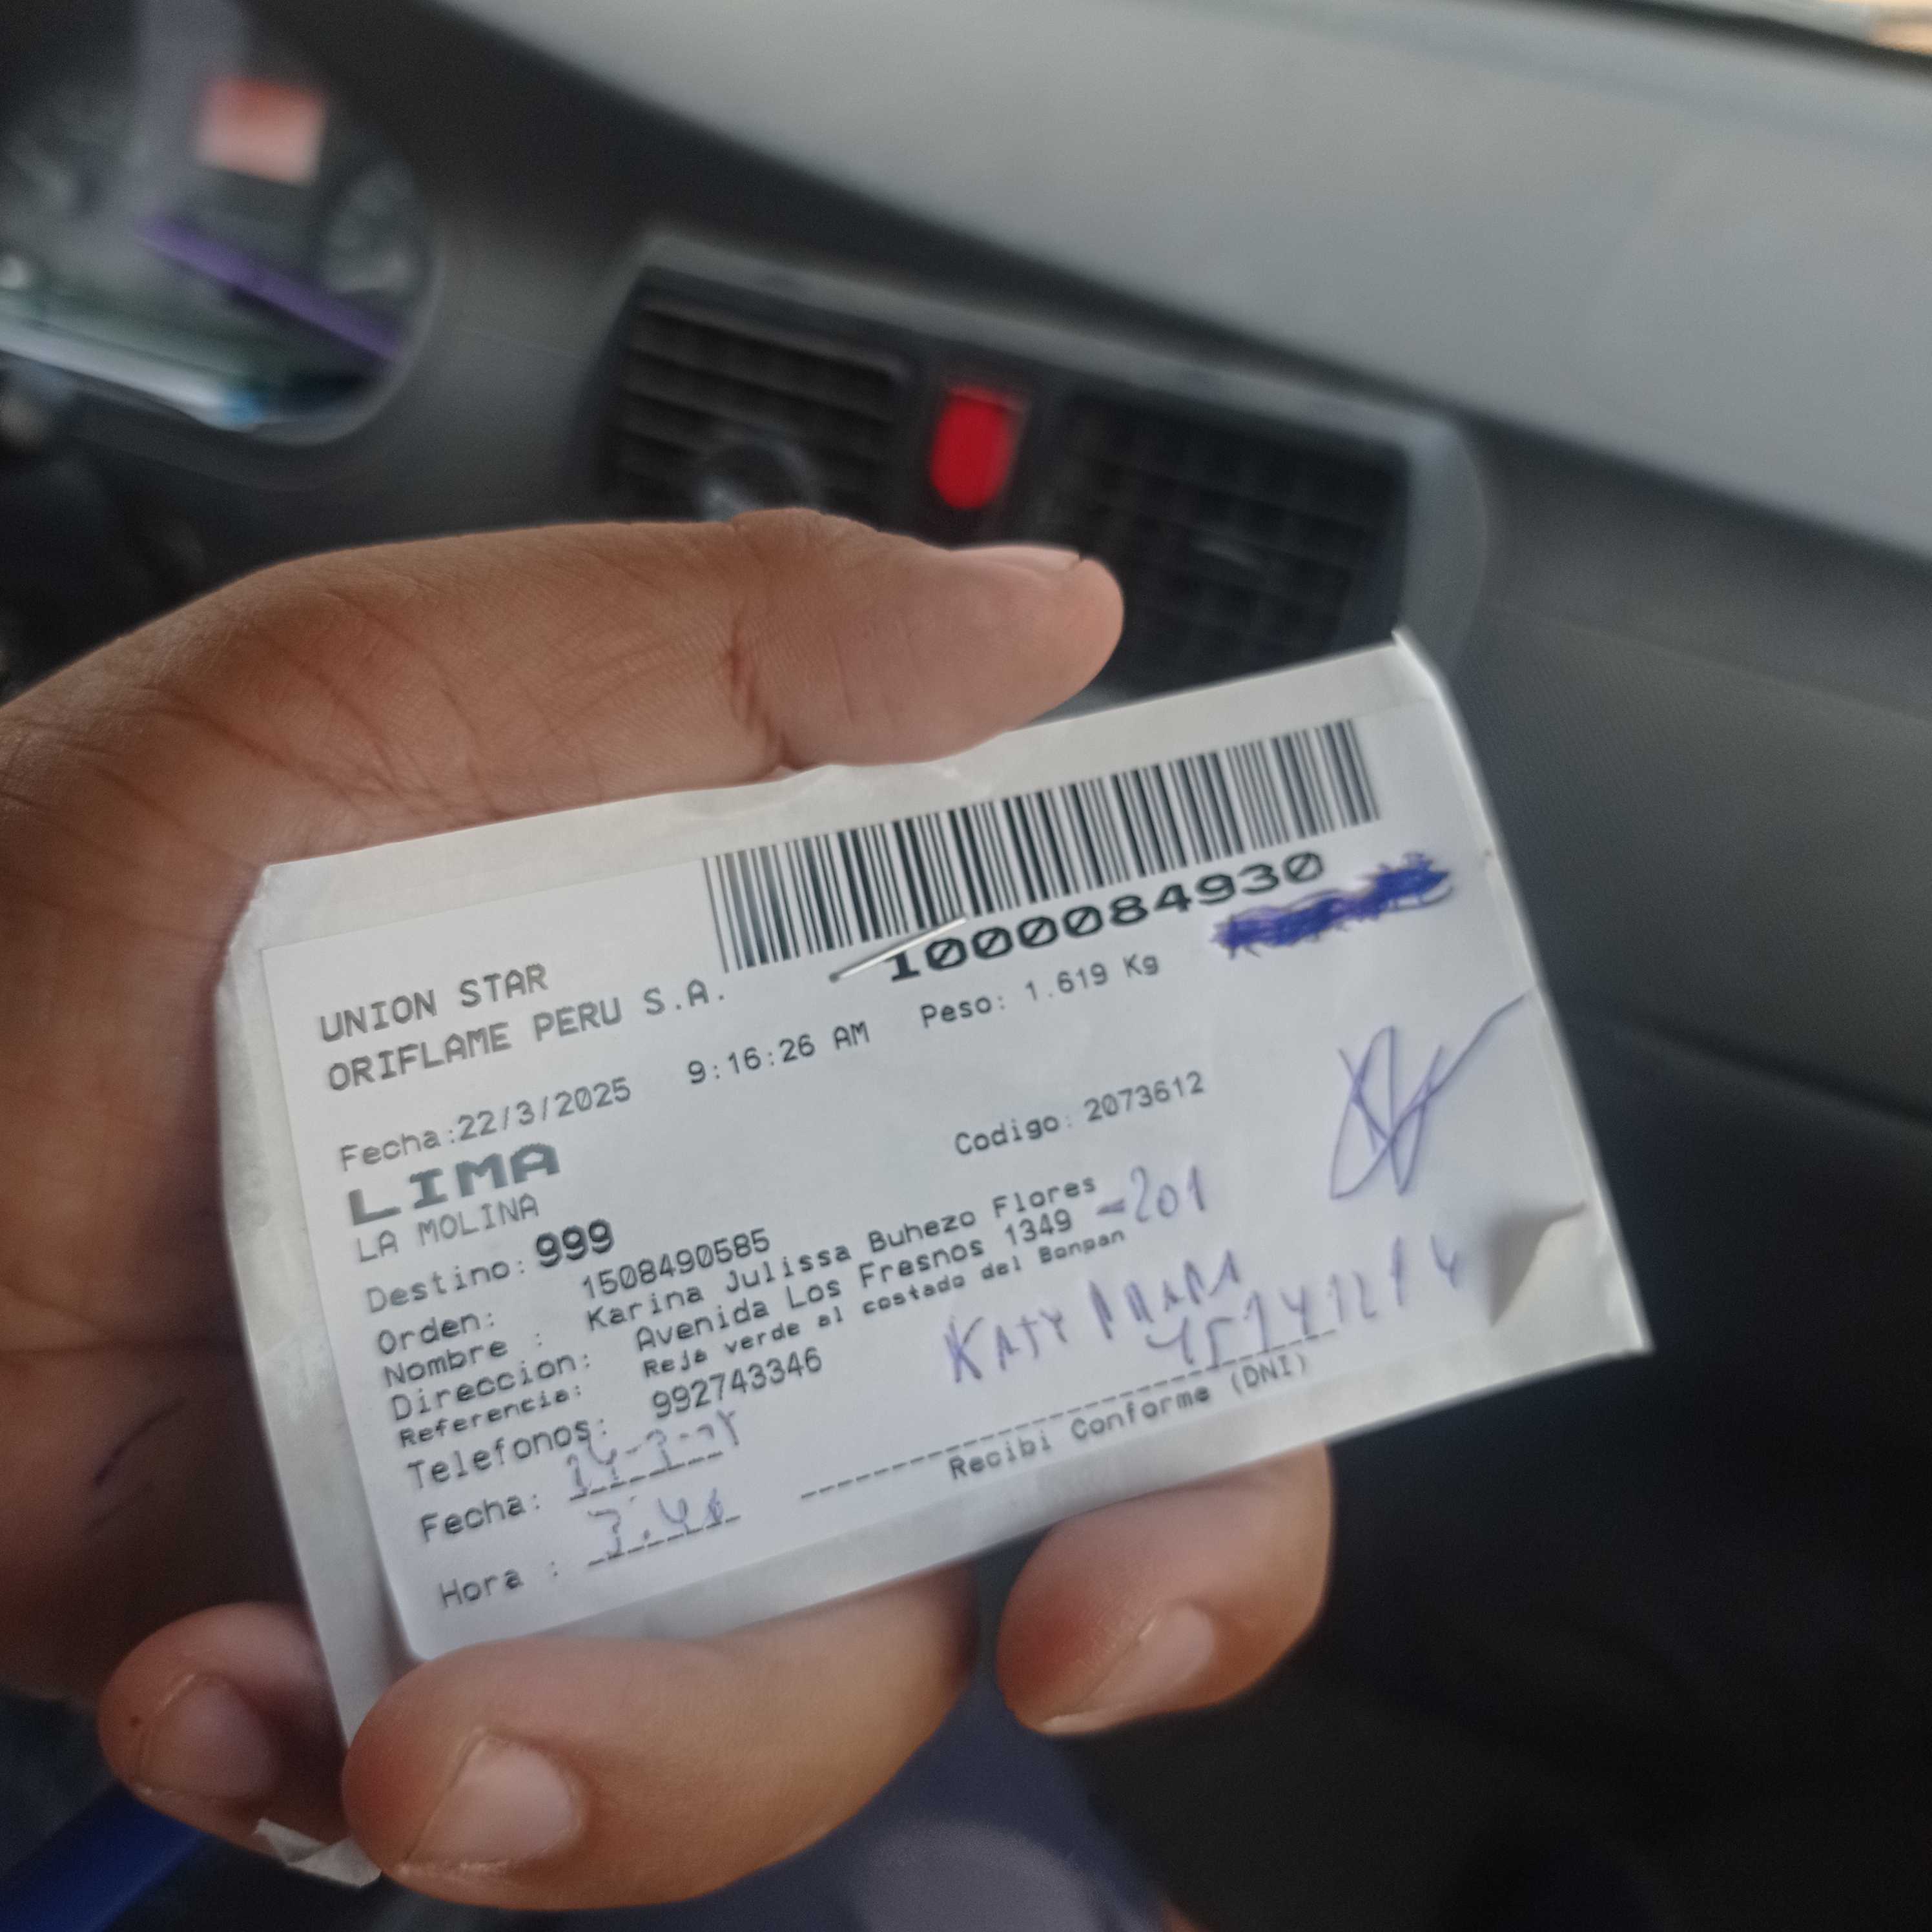 1000084930
UNION STAR
ORIFLAME PERU S.A.
Fecha:22/3/2025 9:16:26 AM Peso: 1.619 Kg
LIMA
LA MOLINA Codigo: 2073612
Destino: 999
Orden: 1508490585
Nombre : Karina Julissa Buhezo Flores
Direccion: Avenida Los Fresnos 1349 -201
Referencia: Reja verde al costado del Bonpan
Telefonos: 992743346
KATY
Fecha:
Hora :
Recibi Conforme (DNI)